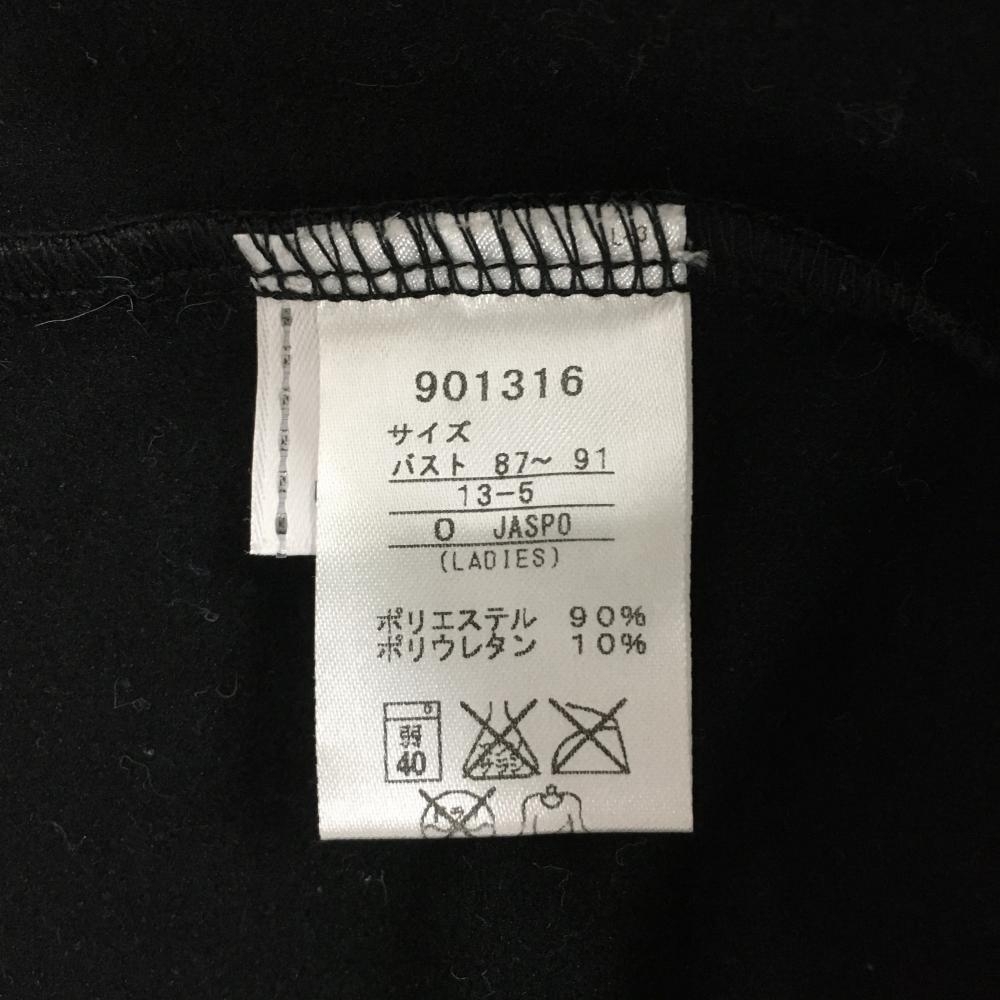 L-3
901316
サイズ
バスト 87～ 91
13-5
O JASPO
(LADIES)
ポリエステル 90%
ポリウレタン 10%
弱
40